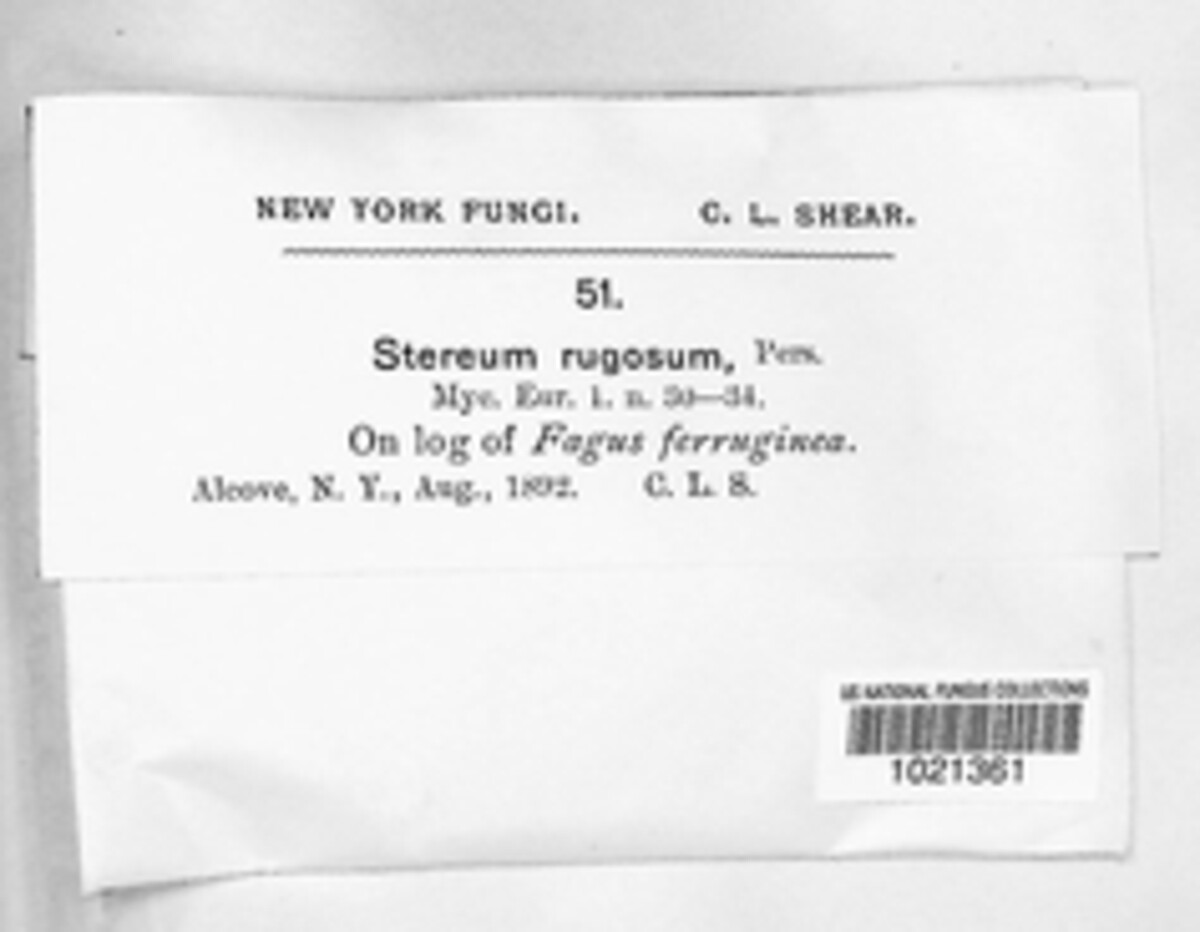 NEW YORK FUNGI. C. L. SHEAR.
51.
Stereum rugosum, Pers.
Myc. Eur. 1. n. 30—34.
On log of Fagus ferruginea.
Alcove, N. Y., Aug., 1892. C. L. S.
US NATIONAL FUNGUS COLLECTIONS
1021361